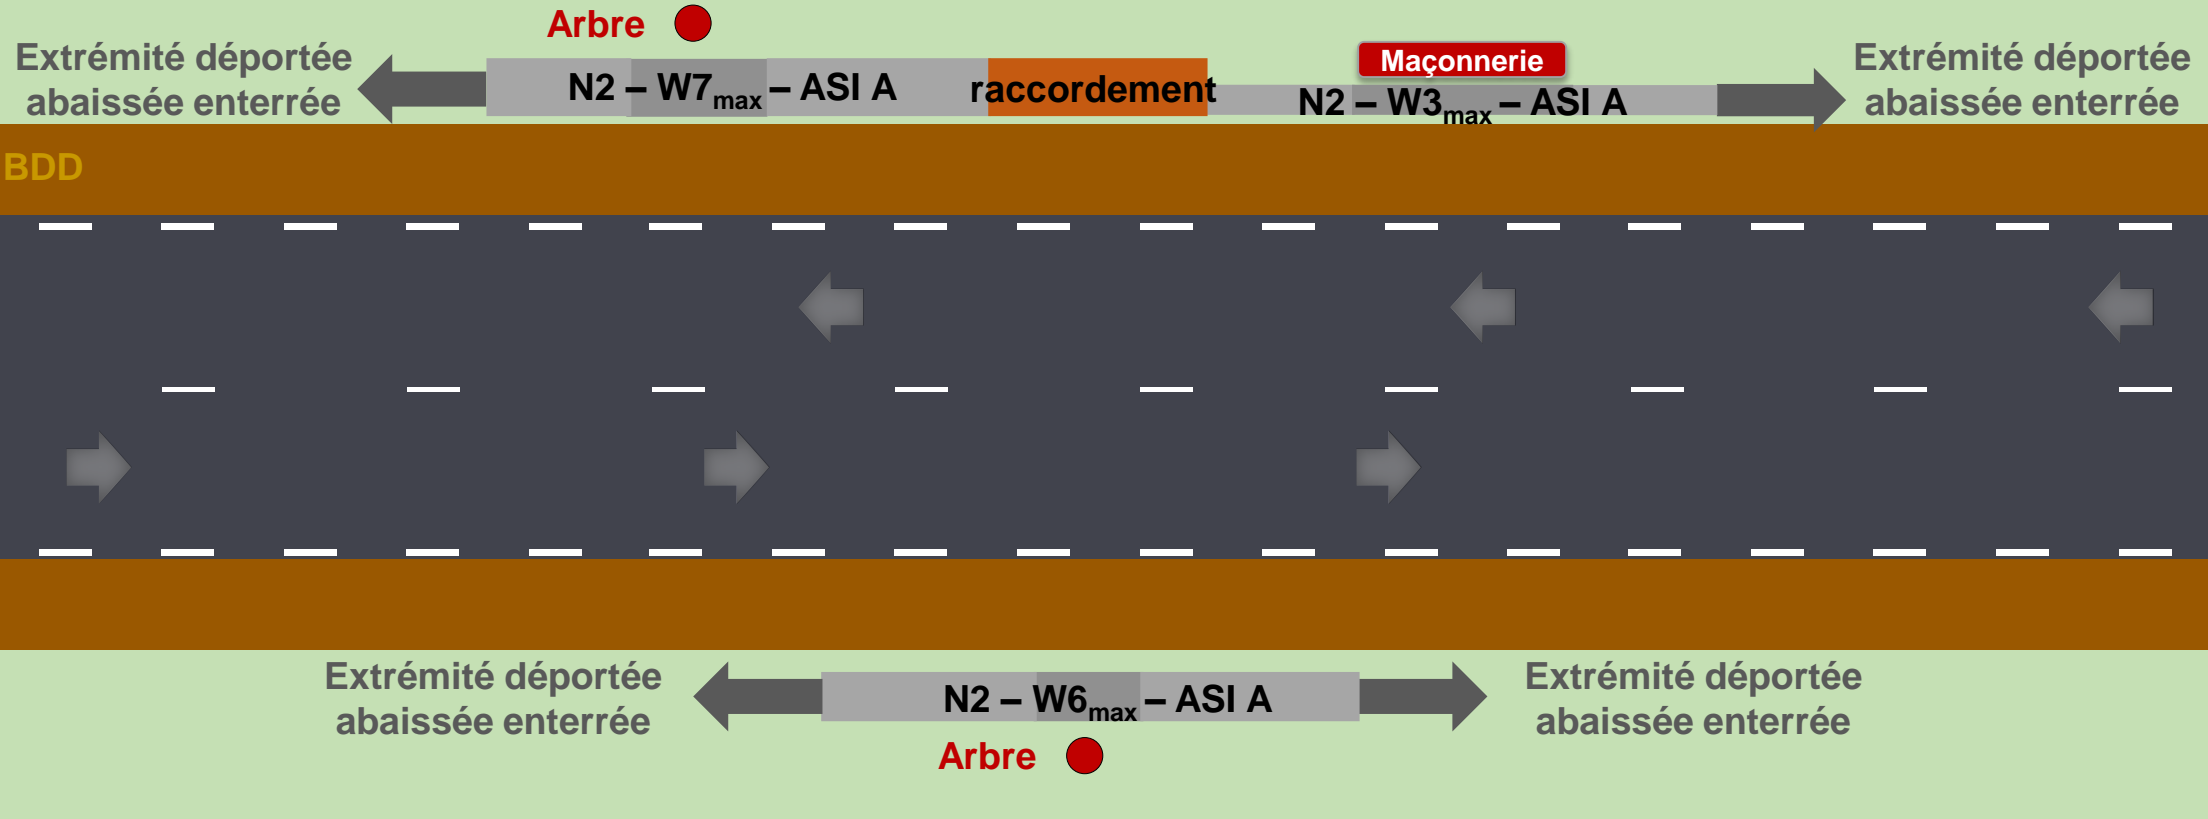 Arbre
Extrémité déportée
abaissée enterrée
N2 – W7max – ASI A
raccordement
Maçonnerie
N2 – W3max – ASI A
Extrémité déportée
abaissée enterrée
BDD
Extrémité déportée
abaissée enterrée
N2 – W6max – ASI A
Extrémité déportée
abaissée enterrée
Arbre